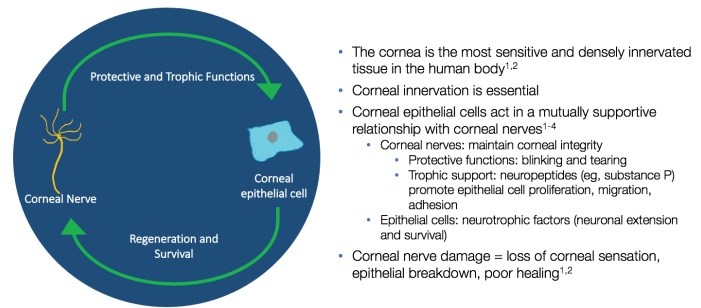 Protective and Trophic Functions
Corneal Nerve
Corneal
epithelial cell
Regeneration and
Survival
• The cornea is the most sensitive and densely innervated
tissue in the human body1,2
• Corneal innervation is essential
• Corneal epithelial cells act in a mutually supportive
relationship with corneal nerves1-4
• Corneal nerves: maintain corneal integrity
• Protective functions: blinking and tearing
• Trophic support: neuropeptides (eg, substance P)
promote epithelial cell proliferation, migration,
adhesion
• Epithelial cells: neurotrophic factors (neuronal extension
and survival)
• Corneal nerve damage = loss of corneal sensation,
epithelial breakdown, poor healing1,2